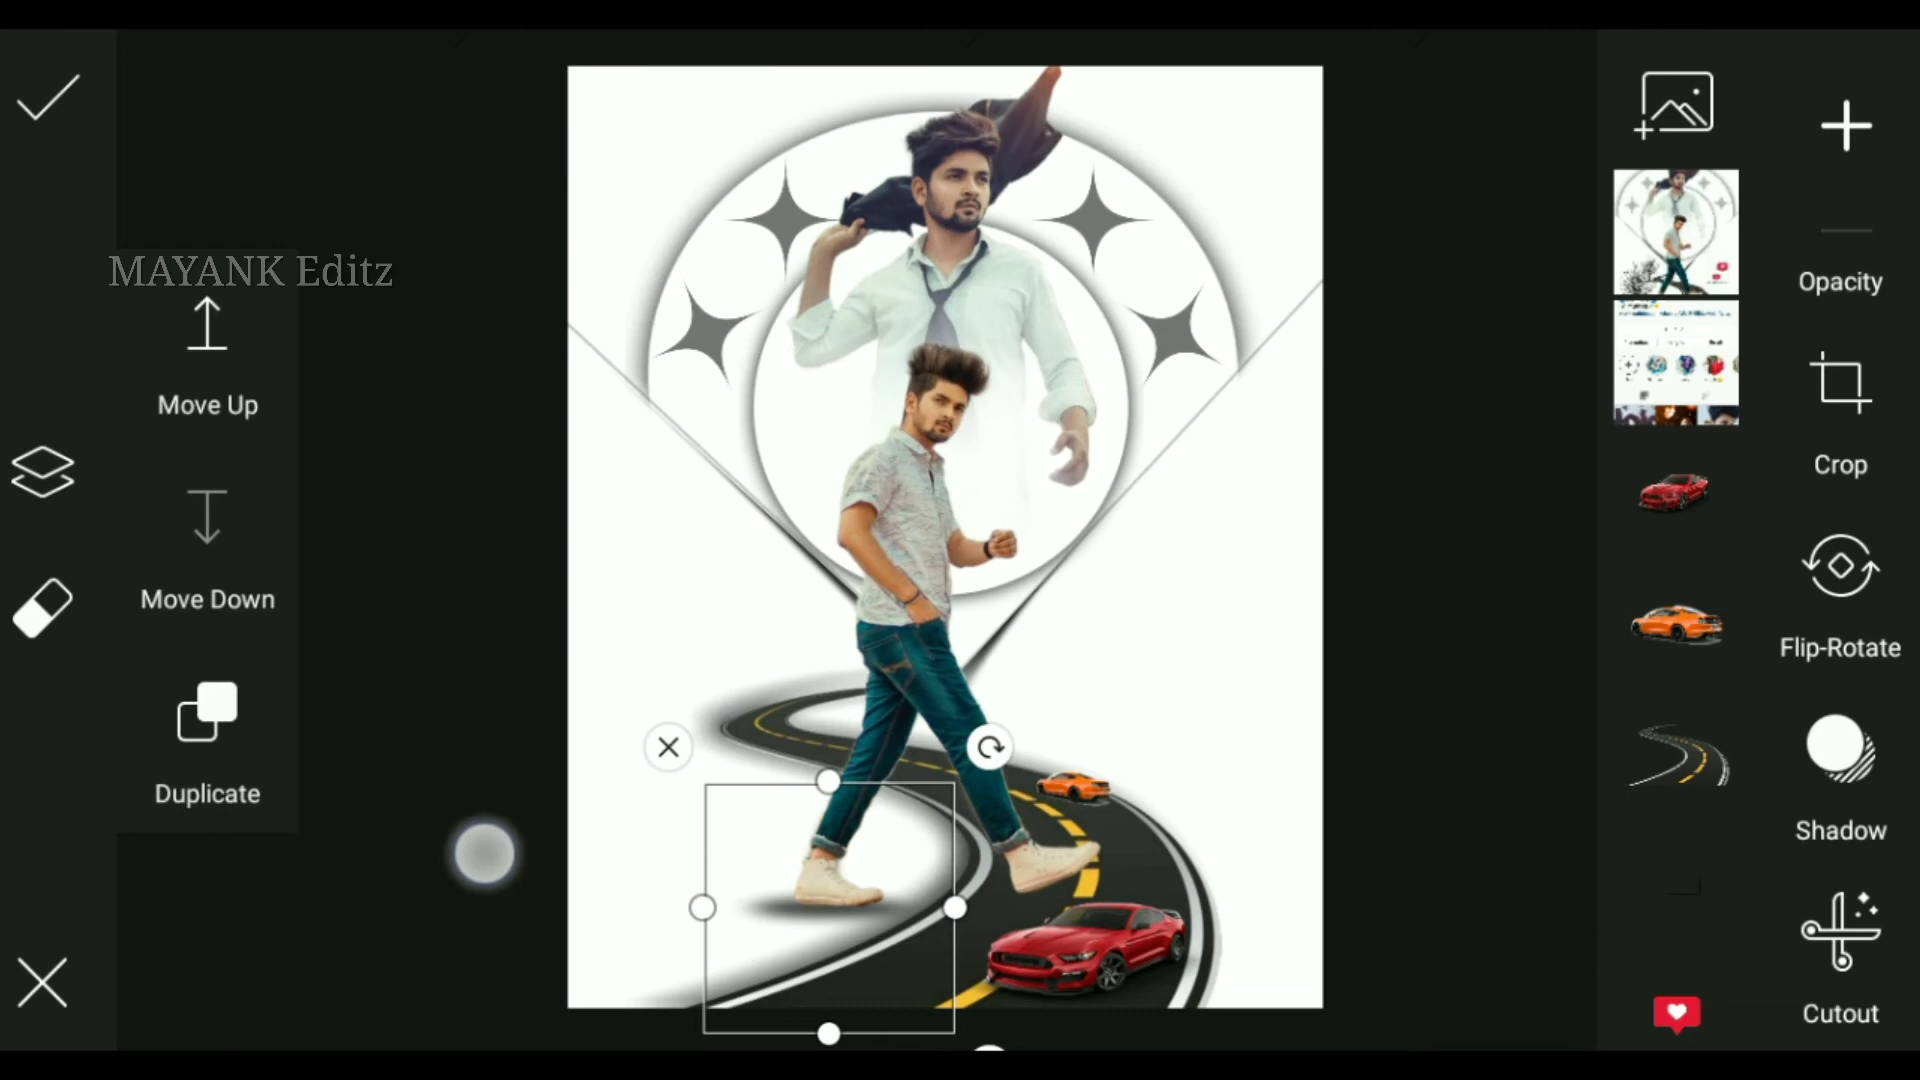 MAYANK Editz
Move Up
Move Down
Duplicate
Opacity
Crop
Flip-Rotate
Shadow
Cutout